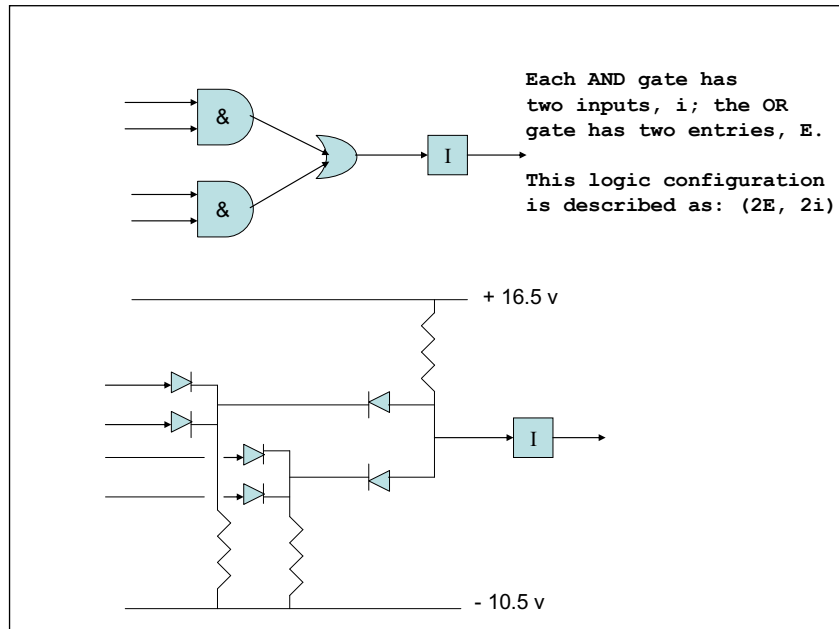 Each AND gate has
two inputs, i; the OR
gate has two entries, E.
This logic configuration
is described as: (2E, 2i)
&
I
&
+ 16.5 v
I
- 10.5 v